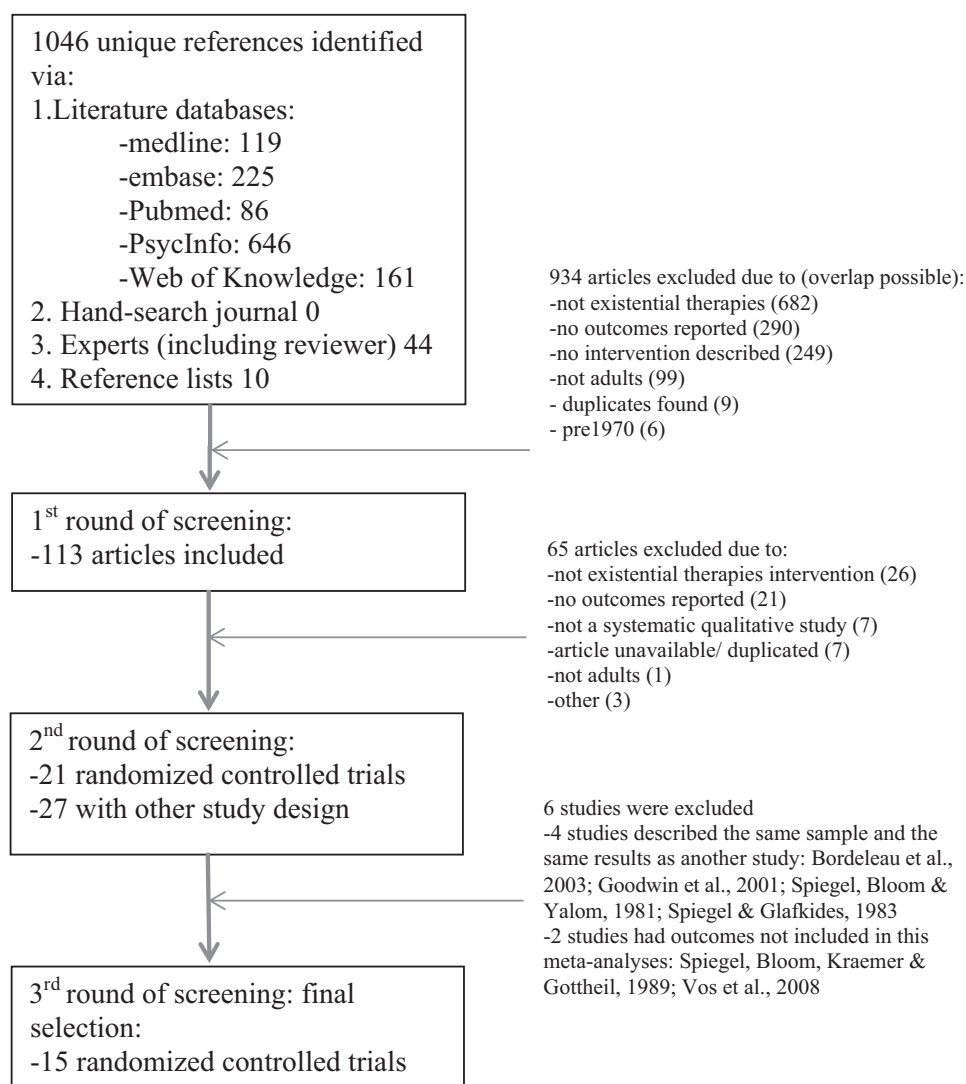 1046 unique references identified
via:
1.Literature databases:
-medline: 119
-embase: 225
-Pubmed: 86
-PsycInfo: 646
-Web of Knowledge: 161
2. Hand-search journal 0
3. Experts (including reviewer) 44
4. Reference lists 10
934 articles excluded due to (overlap possible):
-not existential therapies (682)
-no outcomes reported (290)
-no intervention described (249)
-not adults (99)
- duplicates found (9)
- pre1970 (6)
1st round of screening:
-113 articles included
65 articles excluded due to:
-not existential therapies intervention (26)
-no outcomes reported (21)
-not a systematic qualitative study (7)
-article unavailable/ duplicated (7)
-not adults (1)
-other (3)
2nd round of screening:
-21 randomized controlled trials
-27 with other study design
6 studies were excluded
-4 studies described the same sample and the
same results as another study: Bordeleau et al.,
2003; Goodwin et al., 2001; Spiegel, Bloom &
Yalom, 1981; Spiegel & Glafkides, 1983
-2 studies had outcomes not included in this
meta-analyses: Spiegel, Bloom, Kraemer &
Gottheil, 1989; Vos et al., 2008
3rd round of screening: final
selection:
-15 randomized controlled trials